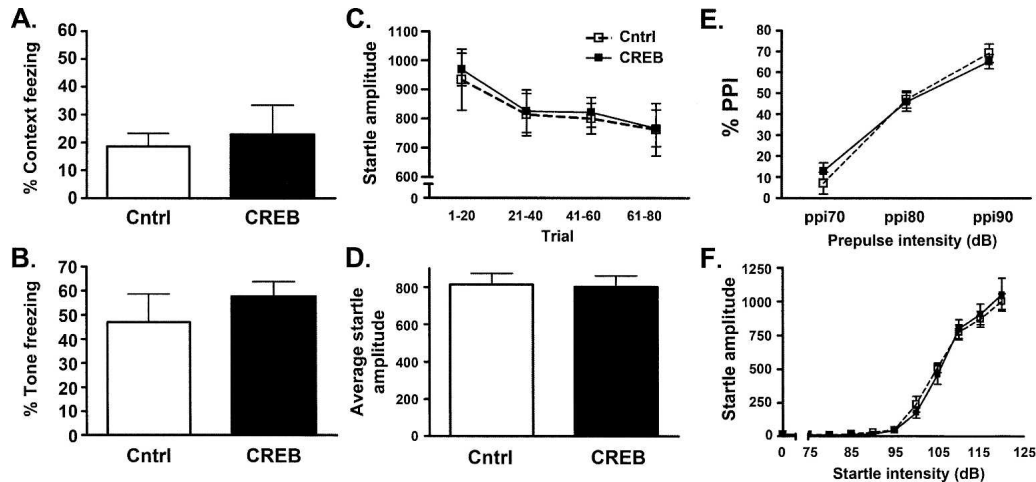 A.
% Context freezing
60
50
40
30
20
10
0
Cntrl
CREB
B.
% Tone freezing
70
60
50
40
30
20
10
0
Cntrl
CREB
C.
Startle amplitude
1100
1000
900
800
700
600
0
Cntrl
CREB
1-20 21-40 41-60 61-80
Trial
D.
Average startle
amplitude
800
600
400
200
0
Cntrl
CREB
E.
% PPI
80
70
60
50
40
30
20
10
0
ppi70 ppi80 ppi90
Prepulse intensity (dB)
F.
Startle amplitude
1250
1000
750
500
250
0
0 75 85 95 105 115 125
Startle intensity (dB)